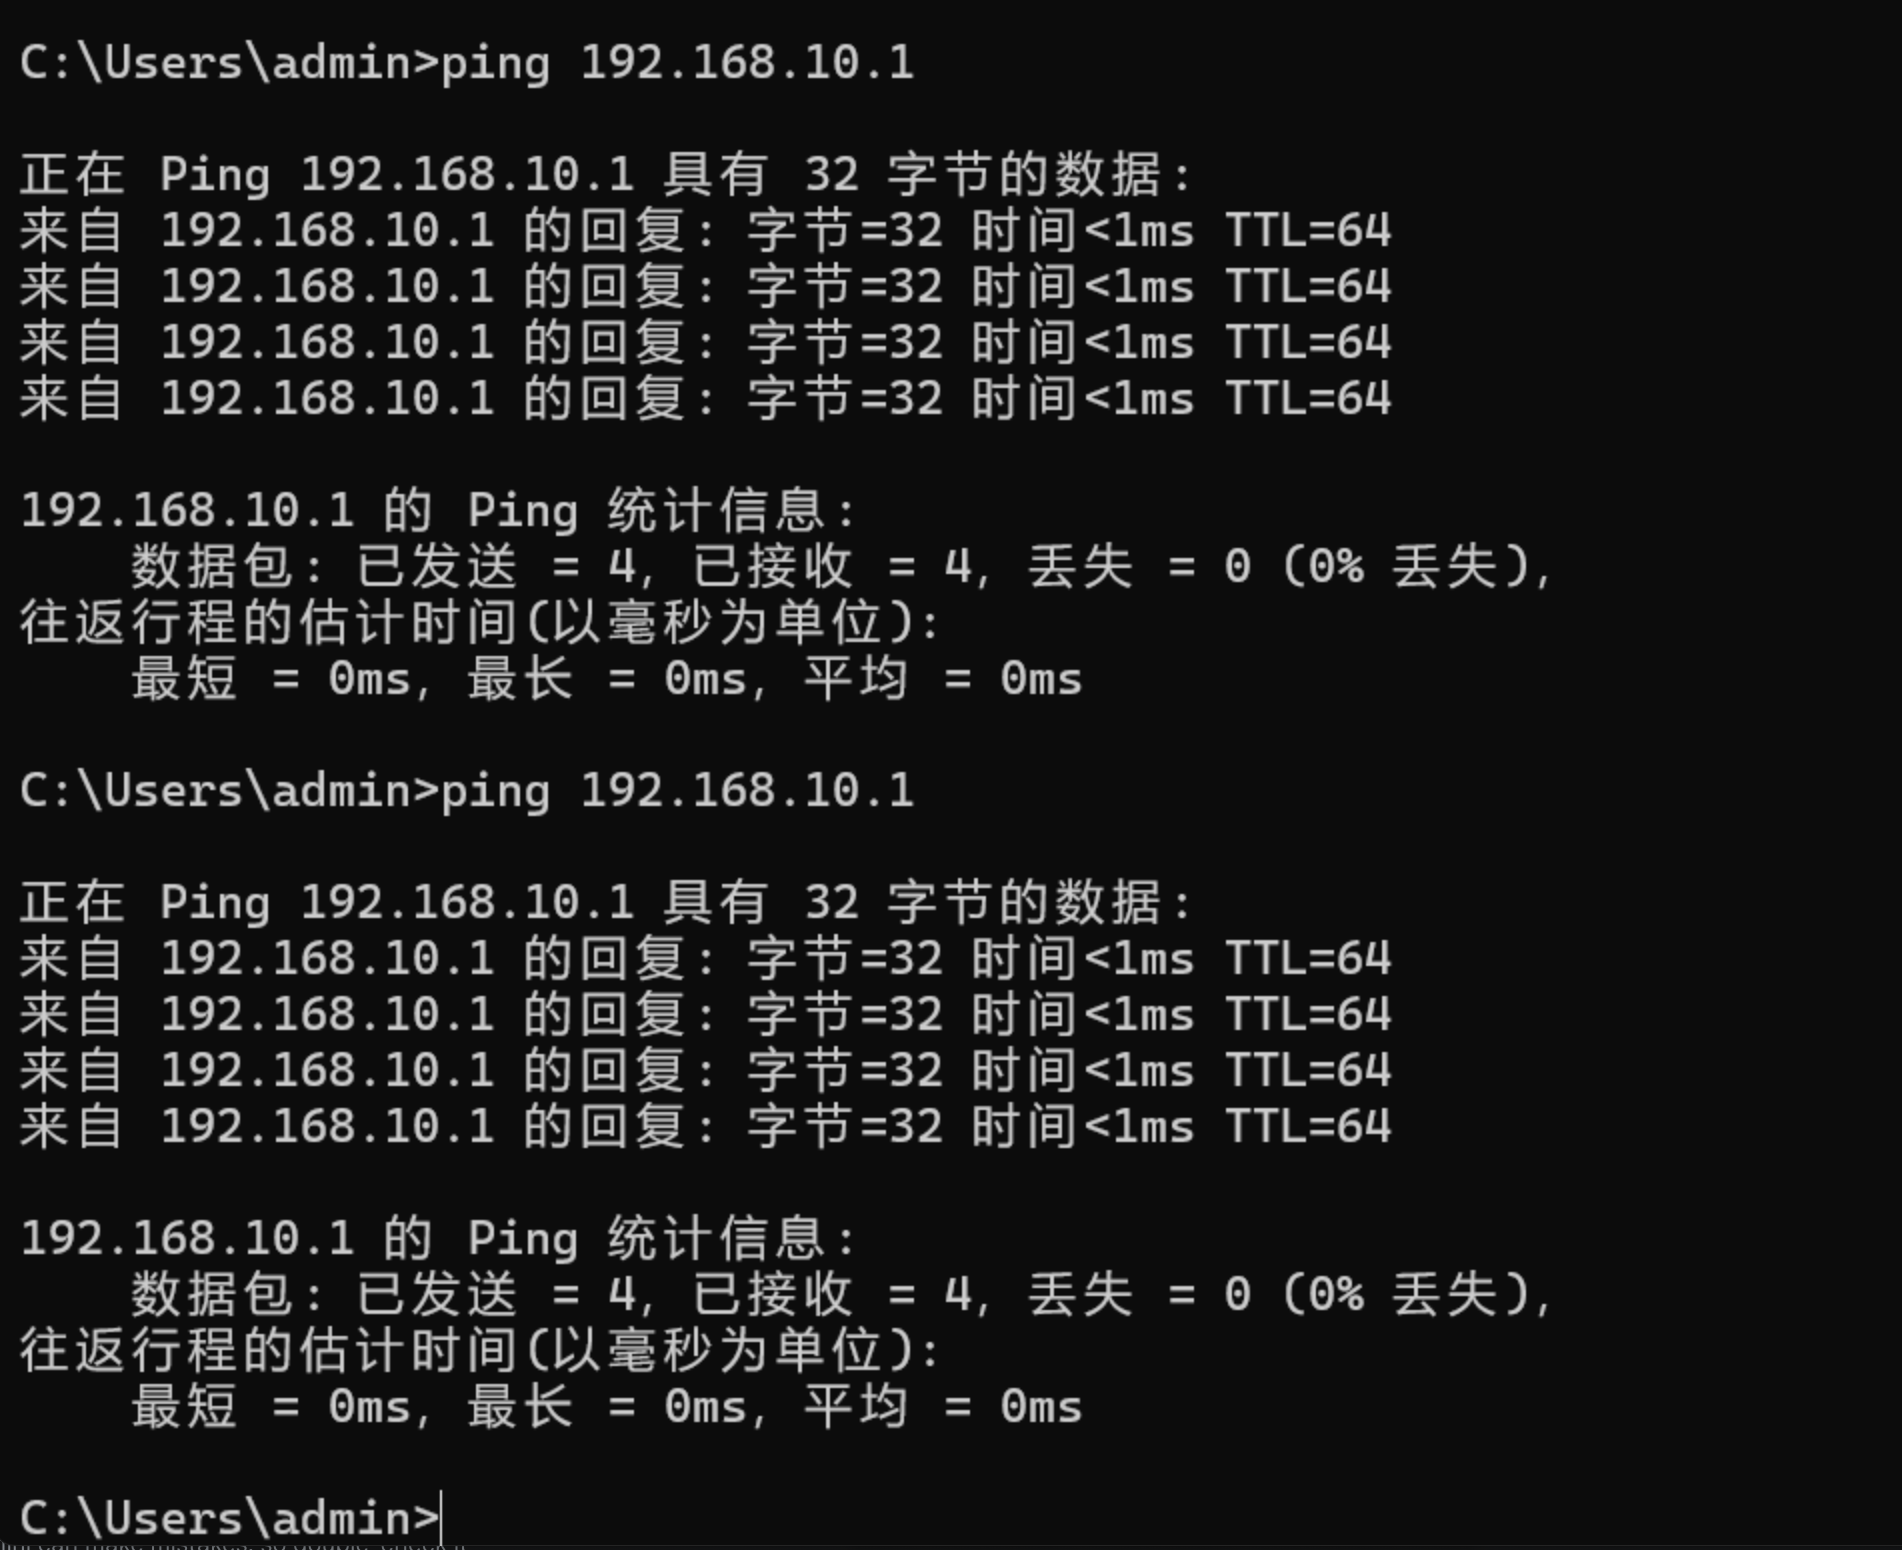 C:\Users\admin>ping 192.168.10.1
正在 Ping 192.168.10.1 具有 32 字节的数据:
来自 192.168.10.1 的回复: 字节=32 时间<1ms TTL=64
来自 192.168.10.1 的回复: 字节=32 时间<1ms TTL=64
来自 192.168.10.1 的回复: 字节=32 时间<1ms TTL=64
来自 192.168.10.1 的回复: 字节=32 时间<1ms TTL=64
192.168.10.1 的 Ping 统计信息:
数据包: 已发送 = 4, 已接收 = 4, 丢失 = 0 (0% 丢失),
往返行程的估计时间(以毫秒为单位):
最短 = 0ms, 最长 = 0ms, 平均 = 0ms
C:\Users\admin>ping 192.168.10.1
正在 Ping 192.168.10.1 具有 32 字节的数据:
来自 192.168.10.1 的回复: 字节=32 时间<1ms TTL=64
来自 192.168.10.1 的回复: 字节=32 时间<1ms TTL=64
来自 192.168.10.1 的回复: 字节=32 时间<1ms TTL=64
来自 192.168.10.1 的回复: 字节=32 时间<1ms TTL=64
192.168.10.1 的 Ping 统计信息:
数据包: 已发送 = 4, 已接收 = 4, 丢失 = 0 (0% 丢失),
往返行程的估计时间(以毫秒为单位):
最短 = 0ms, 最长 = 0ms, 平均 = 0ms
C:\Users\admin>